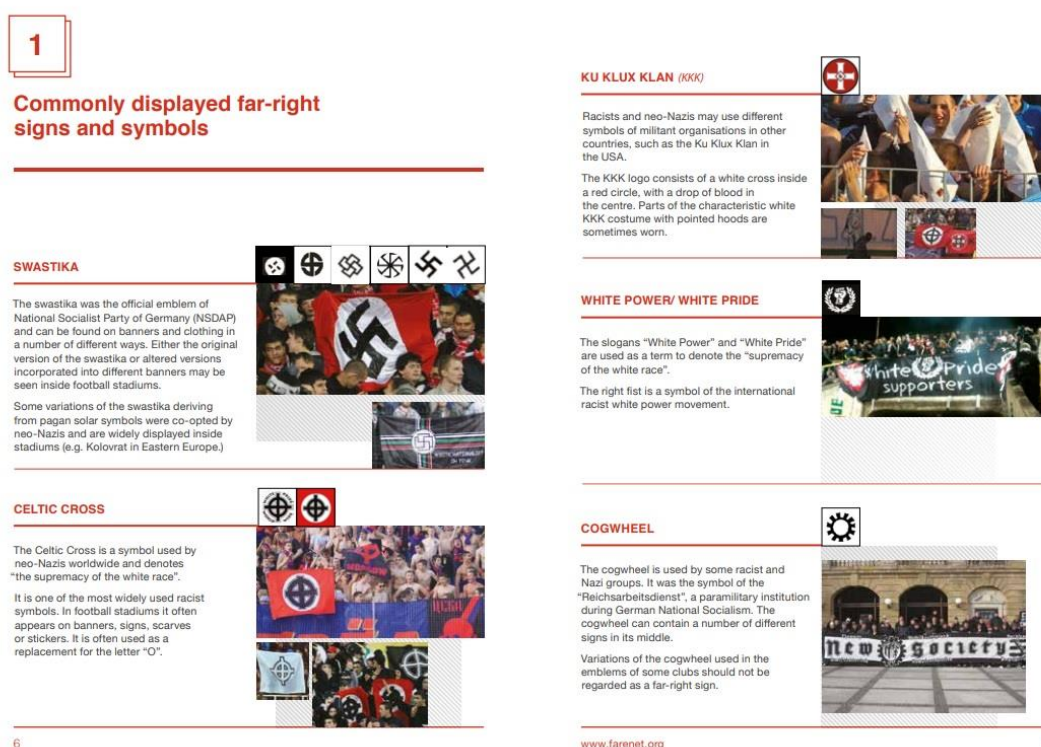 1
Commonly displayed far-right
signs and symbols
SWASTIKA
The swastika was the official emblem of
National Socialist Party of Germany (NSDAP)
and can be found on banners and clothing in
a number of different ways. Either the original
version of the swastika or altered versions
incorporated into different banners may be
seen inside football stadiums.
Some variations of the swastika deriving
from pagan solar symbols were co-opted by
neo-Nazis and are widely displayed inside
stadiums (e.g. Kolovrat in Eastern Europe.)
CELTIC CROSS
The Celtic Cross is a symbol used by
neo-Nazis worldwide and denotes
“the supremacy of the white race”.
It is one of the most widely used racist
symbols. In football stadiums it often
appears on banners, signs, scarves
or stickers. It is often used as a
replacement for the letter “O”.
6
KU KLUX KLAN (KKK)
Racists and neo-Nazis may use different
symbols of militant organisations in other
countries, such as the Ku Klux Klan in
the USA.
The KKK logo consists of a white cross inside
a red circle, with a drop of blood in
the centre. Parts of the characteristic white
KKK costume with pointed hoods are
sometimes worn.
WHITE POWER/ WHITE PRIDE
The slogans “White Power” and “White Pride”
are used as a term to denote the “supremacy
of the white race”.
The right fist is a symbol of the international
racist white power movement.
White Pride
supporters
COGWHEEL
The cogwheel is used by some racist and
Nazi groups. It was the symbol of the
“Reichsarbeitsdienst”, a paramilitary institution
during German National Socialism. The
cogwheel can contain a number of different
signs in its middle.
Variations of the cogwheel used in the
emblems of some clubs should not be
regarded as a far-right sign.
new society
www.farenet.org